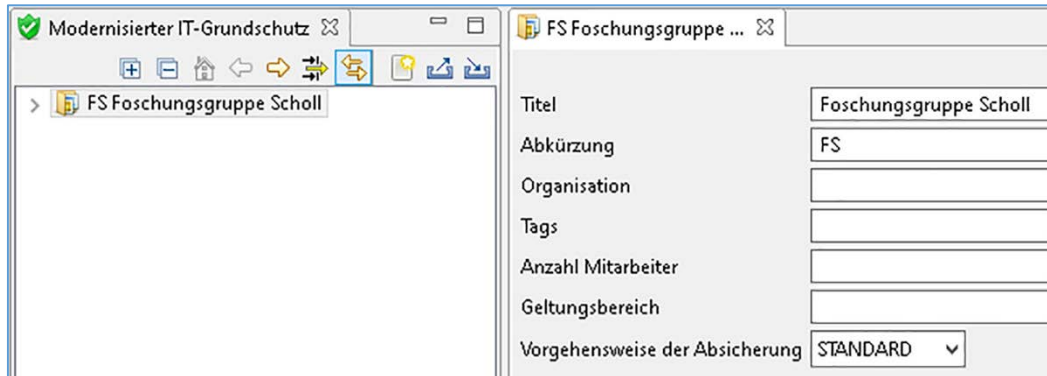 Modernisierter IT-Grundschutz
FS Foschungsgruppe Scholl
FS Foschungsgruppe ...
Titel Foschungsgruppe Scholl
Abkürzung FS
Organisation
Tags
Anzahl Mitarbeiter
Geltungsbereich
Vorgehensweise der Absicherung STANDARD